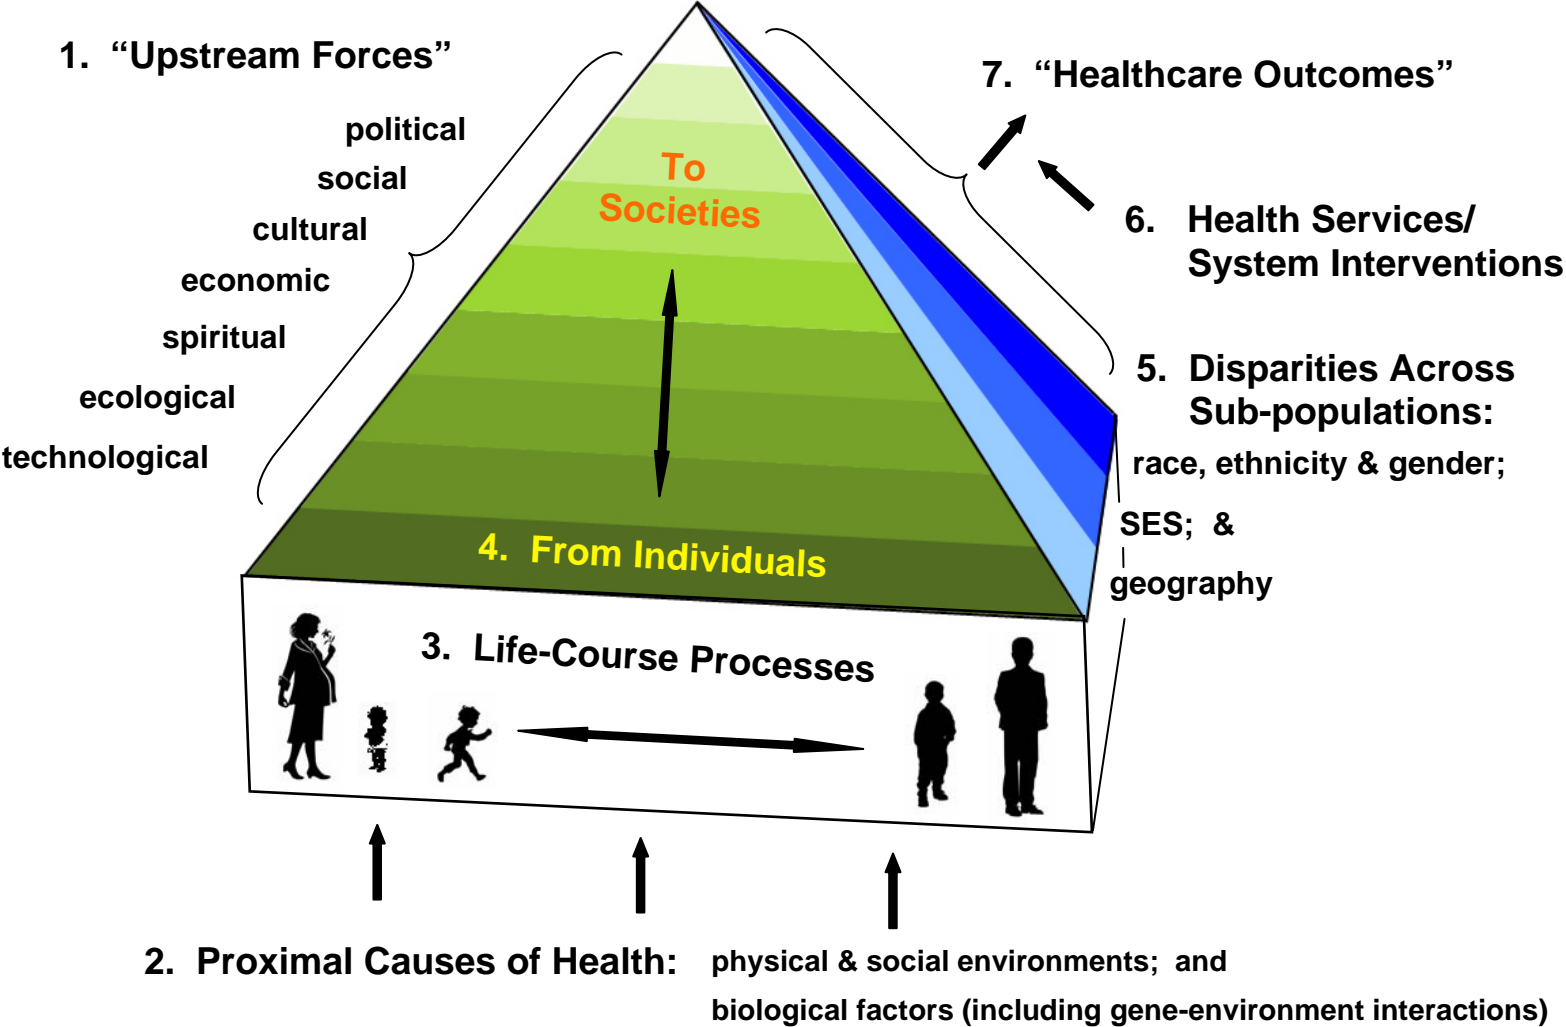 1. “Upstream Forces”
political
social
cultural
economic
spiritual
ecological
technological
To
Societies
4. From Individuals
3. Life-Course Processes
7. “Healthcare Outcomes”
6. Health Services/
System Interventions
5. Disparities Across
Sub-populations:
race, ethnicity & gender;
SES; &
geography
2. Proximal Causes of Health: physical & social environments; and
biological factors (including gene-environment interactions)